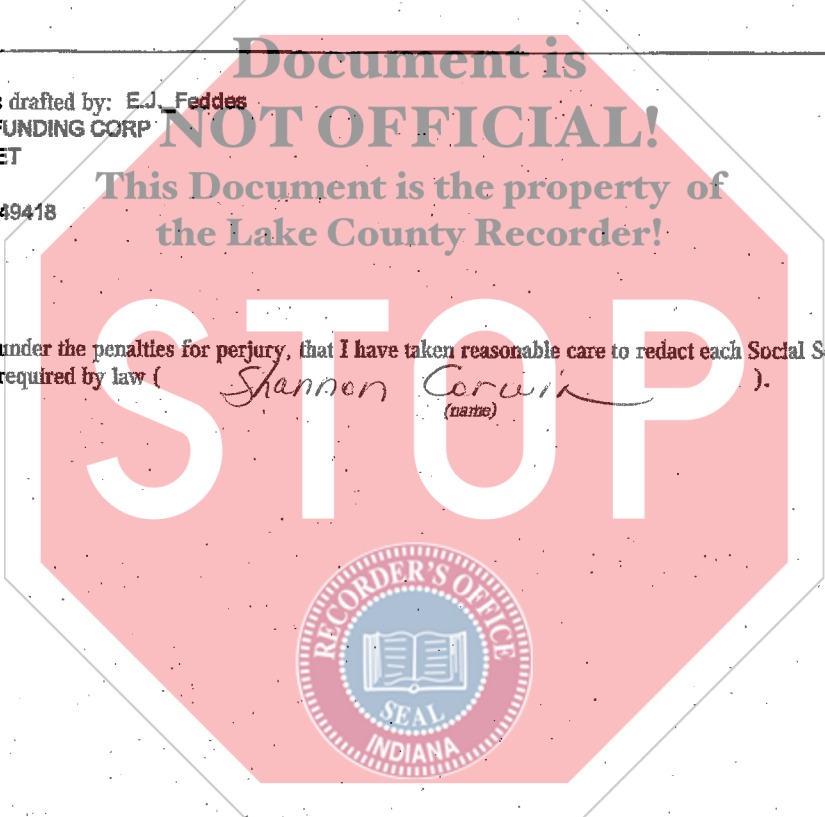 Document is
drafted by: E.J. Feddes
FUNDING CORP
NOT OFFICIAL!
ET
This Document is the property of
49418
the Lake County Recorder!
under the penalties for perjury, that I have taken reasonable care to redact each Social S
required by law ( Shannon Corwin ).
(name)
STOP
RECORDER'S OFFICE
SEAL
INDIANA